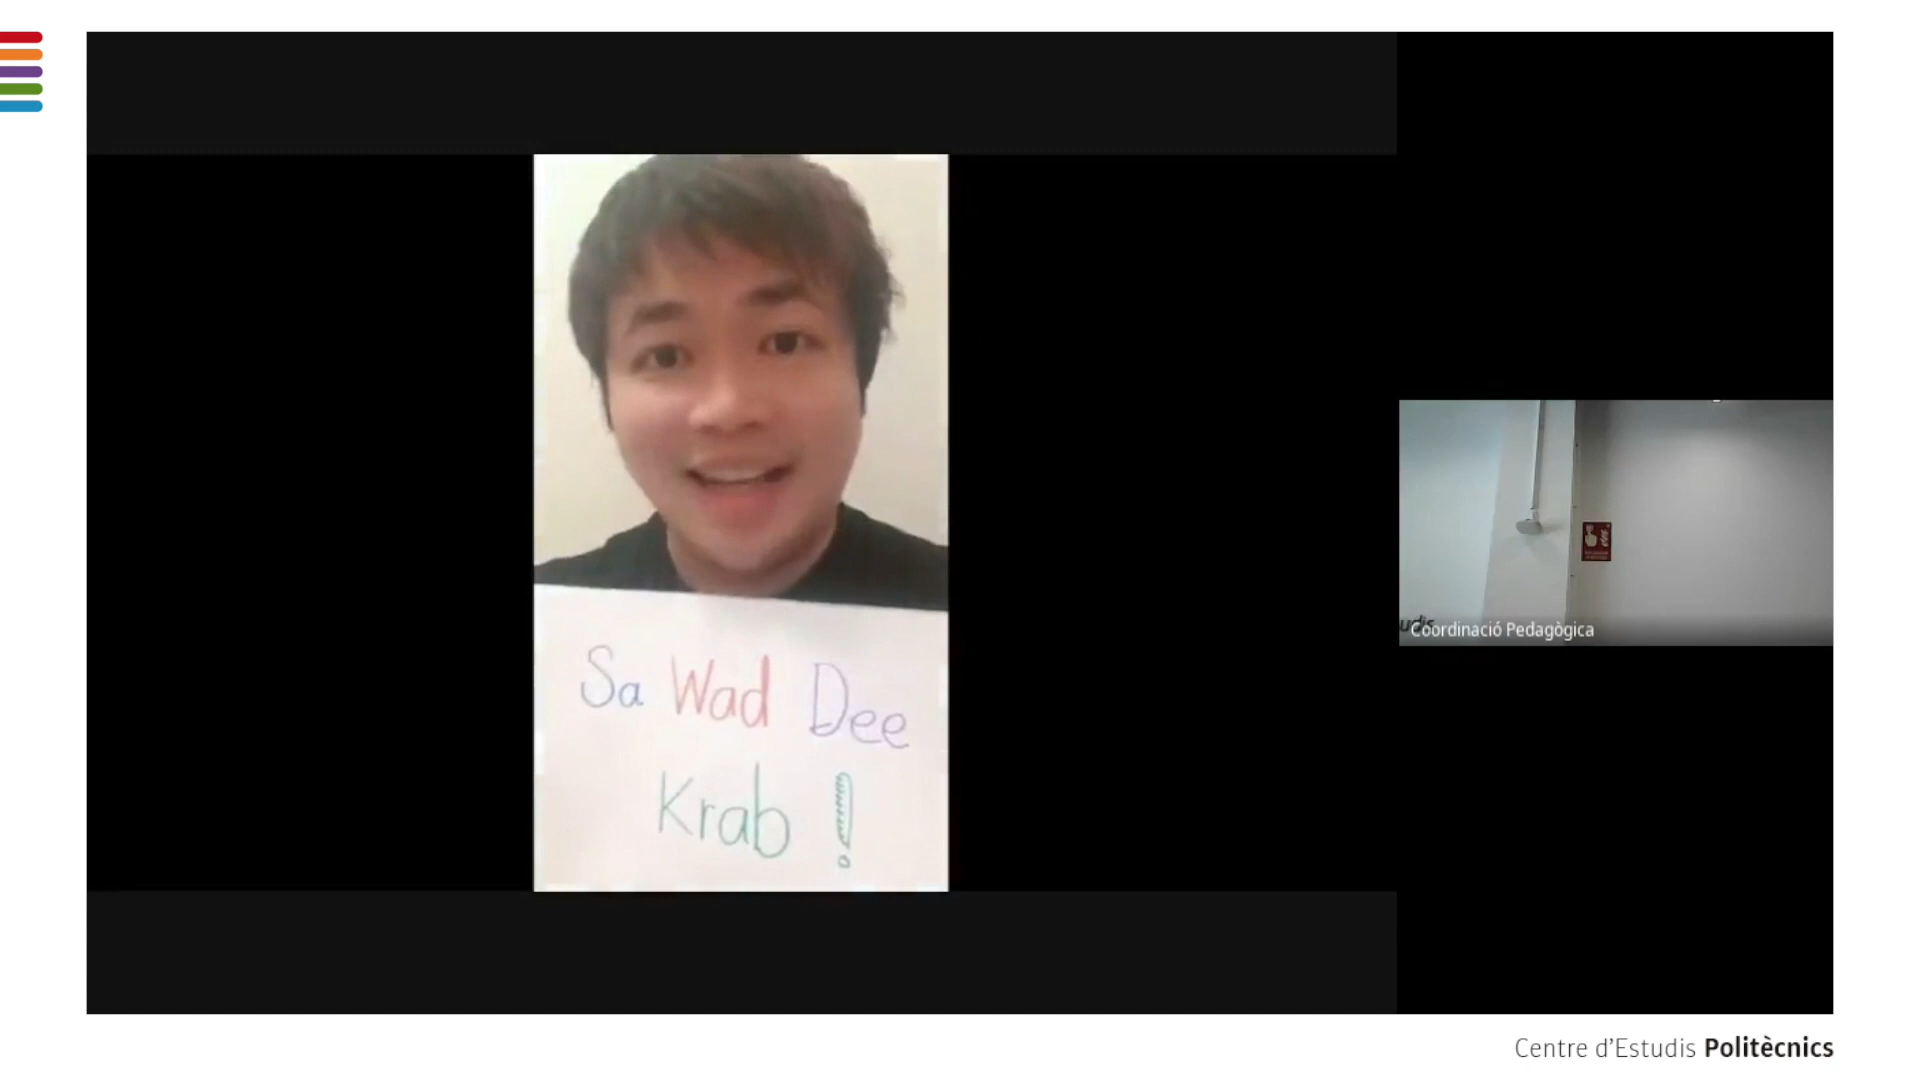 Sa Wad Dee
Krab !
Coordinació Pedagògica
Centre d'Estudis Politècnics